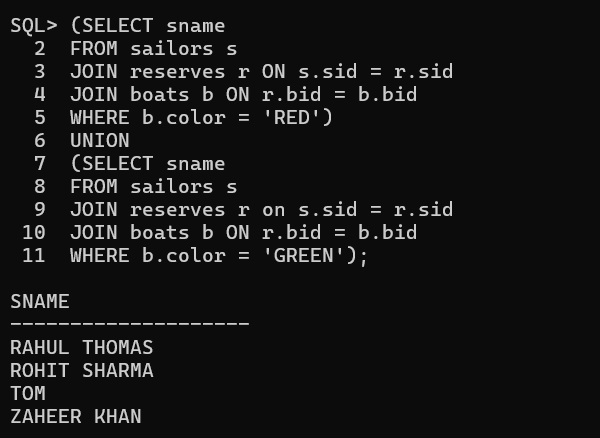 SQL> (SELECT sname
  2  FROM sailors s
  3  JOIN reserves r ON s.sid = r.sid
  4  JOIN boats b ON r.bid = b.bid
  5  WHERE b.color = 'RED')
  6  UNION
  7  (SELECT sname
  8  FROM sailors s
  9  JOIN reserves r on s.sid = r.sid
 10  JOIN boats b ON r.bid = b.bid
 11  WHERE b.color = 'GREEN');
SNAME
--------------------
RAHUL THOMAS
ROHIT SHARMA
TOM
ZAHEER KHAN